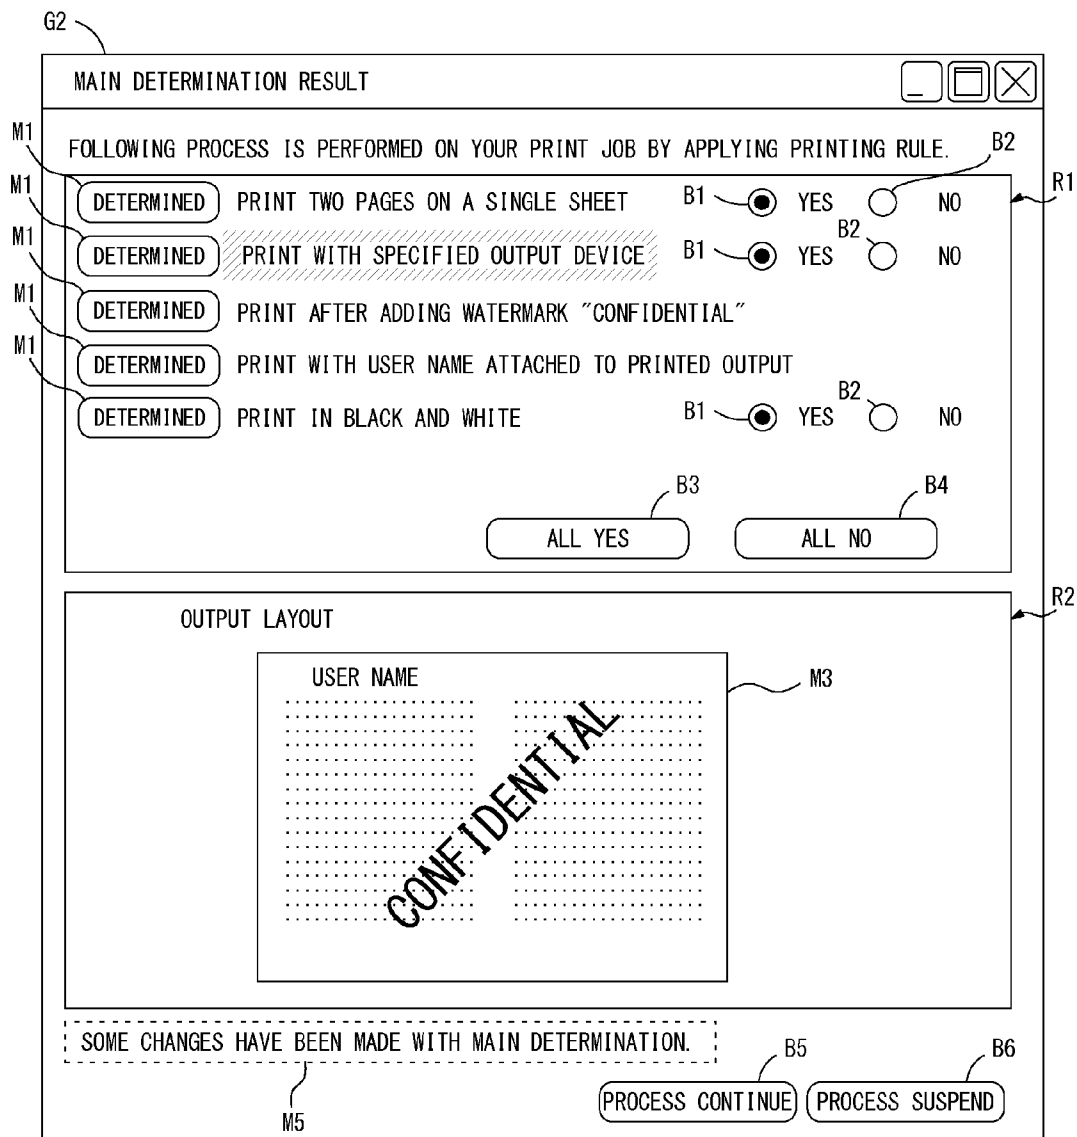 G2
MAIN DETERMINATION RESULT
M1
FOLLOWING PROCESS IS PERFORMED ON YOUR PRINT JOB BY APPLYING PRINTING RULE.
B2
M1
DETERMINED PRINT TWO PAGES ON A SINGLE SHEET B1 YES NO
R1
M1
B2
DETERMINED PRINT WITH SPECIFIED OUTPUT DEVICE B1 YES NO
M1
DETERMINED PRINT AFTER ADDING WATERMARK "CONFIDENTIAL"
M1
DETERMINED PRINT WITH USER NAME ATTACHED TO PRINTED OUTPUT
B2
DETERMINED PRINT IN BLACK AND WHITE B1 YES NO
B3 B4
ALL YES ALL NO
R2
OUTPUT LAYOUT
USER NAME
M3
CONFIDENTIAL
SOME CHANGES HAVE BEEN MADE WITH MAIN DETERMINATION.
B5 B6
PROCESS CONTINUE PROCESS SUSPEND
M5